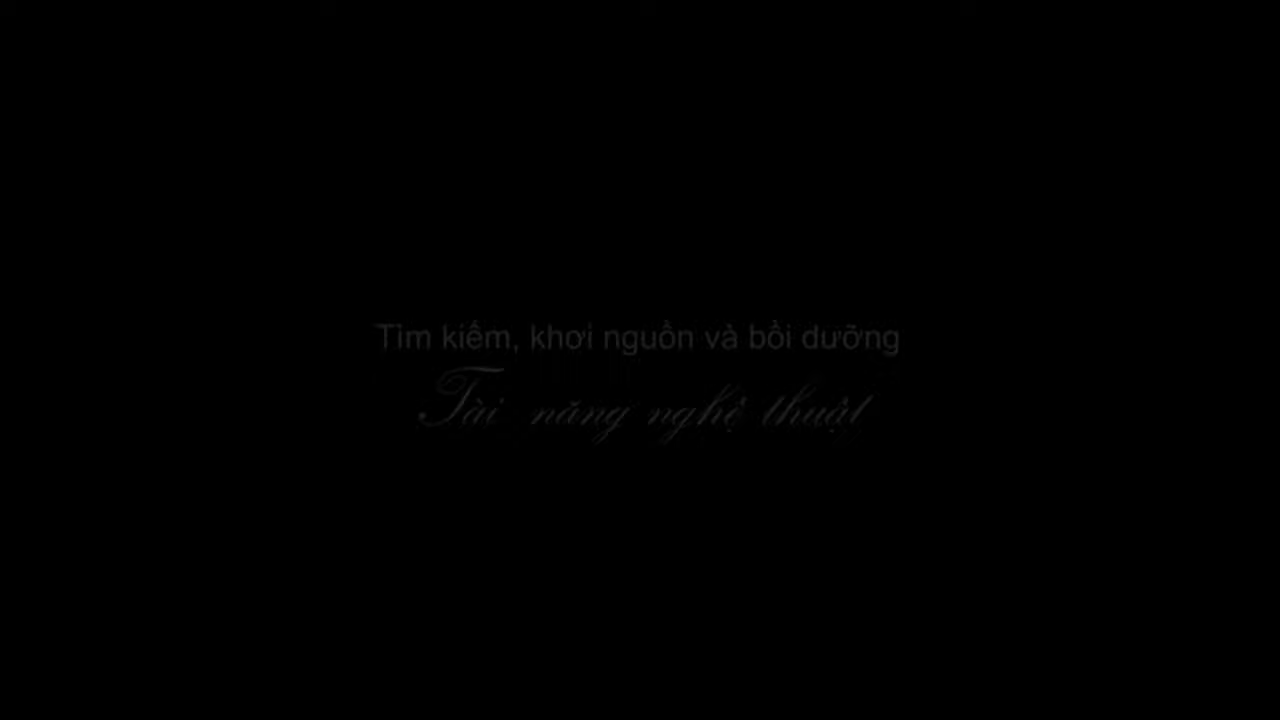 Tìm kiếm, khơi nguồn và bồi dưỡng
Tài năng nghệ thuật